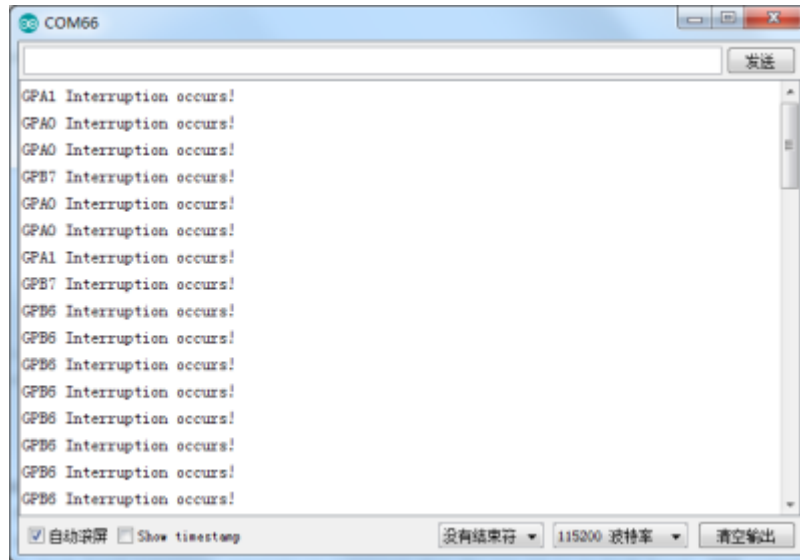 COM66
发送
GPA1 Interruption occurs!
GPA0 Interruption occurs!
GPA0 Interruption occurs!
GPB7 Interruption occurs!
GPA0 Interruption occurs!
GPA0 Interruption occurs!
GPA1 Interruption occurs!
GPB7 Interruption occurs!
GPB6 Interruption occurs!
GPB6 Interruption occurs!
GPB6 Interruption occurs!
GPB6 Interruption occurs!
GPB6 Interruption occurs!
GPB6 Interruption occurs!
GPB6 Interruption occurs!
GPB6 Interruption occurs!
自动滚屏 Show timestamp 没有结束符 115200 波特率 清空输出